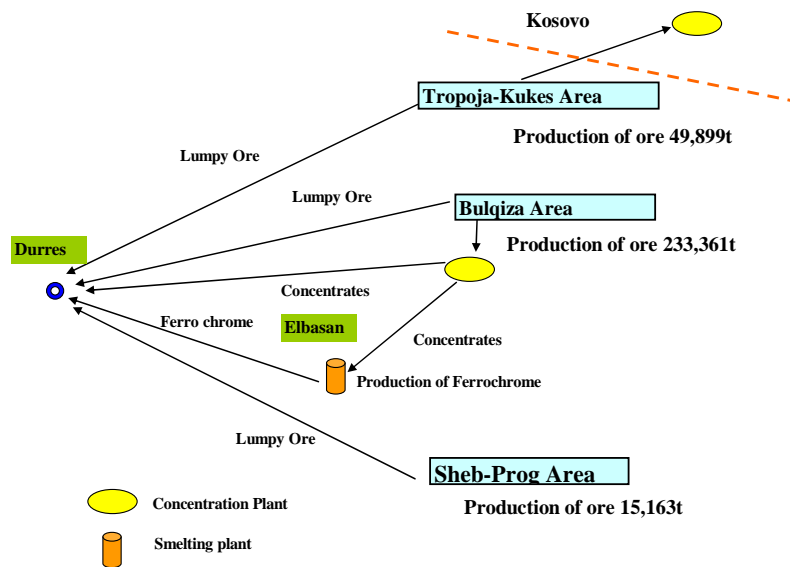 Kosovo
Tropoja-Kukes Area
Production of ore 49,899t
Lumpy Ore
Lumpy Ore
Bulqiza Area
Production of ore 233,361t
Durres
Concentrates
Ferro chrome
Elbasan
Concentrates
Production of Ferrochrome
Lumpy Ore
Sheb-Prog Area
Production of ore 15,163t
Concentration Plant
Smelting plant